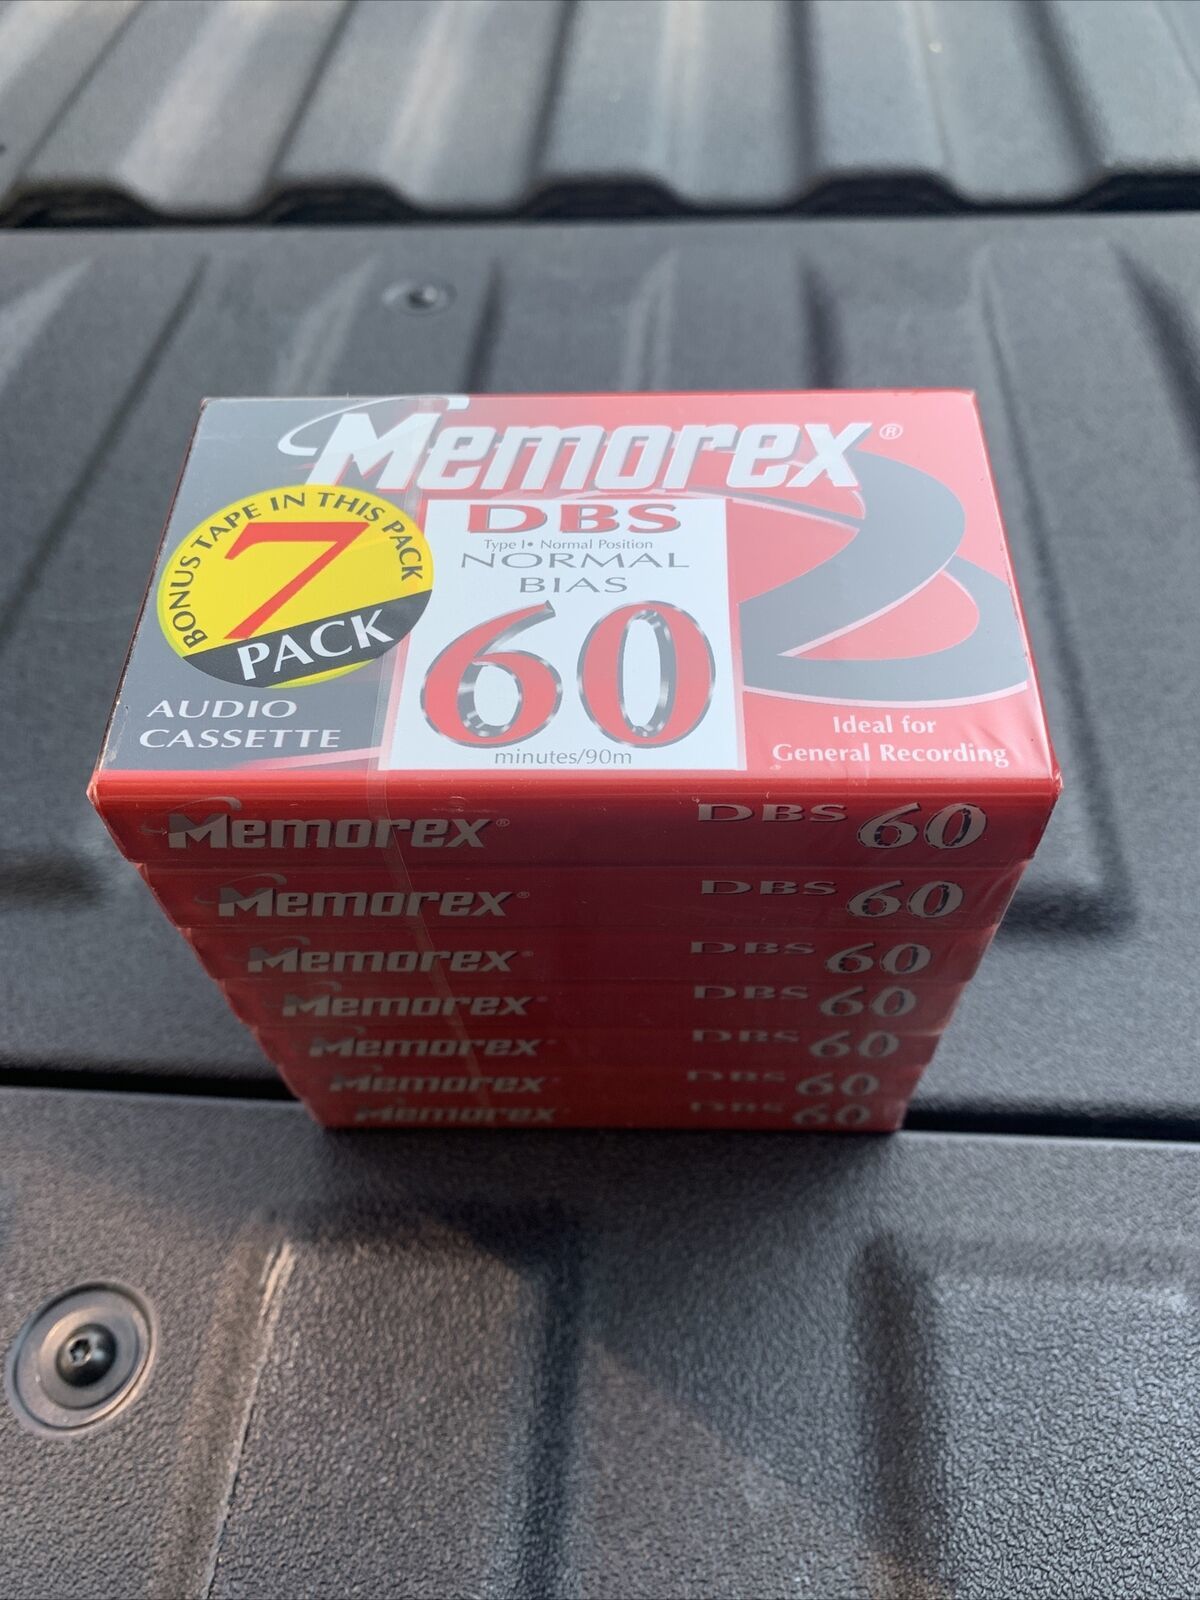 Memorex®
BONUS TAPE IN THIS PACK
7
PACK
DBS
Type I• Normal Position
NORMAL
BIAS
60
minutes/90m
AUDIO
CASSETTE
Ideal for
General Recording
Memorex® DBS 60
Memorex® DBS 60
Memorex DBS 60
Memorex DBS 60
Memorex DBS 60
Memorex DBS 60
Memorex DBS 60